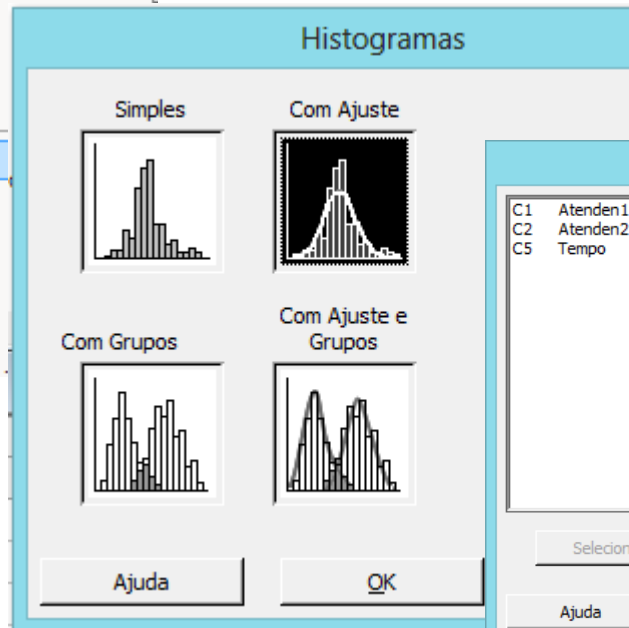 Histogramas
Simples
Com Ajuste
Com Grupos
Com Ajuste e
Grupos
Ajuda
OK
C1 Atenden1
C2 Atenden2
C5 Tempo
Ajuda